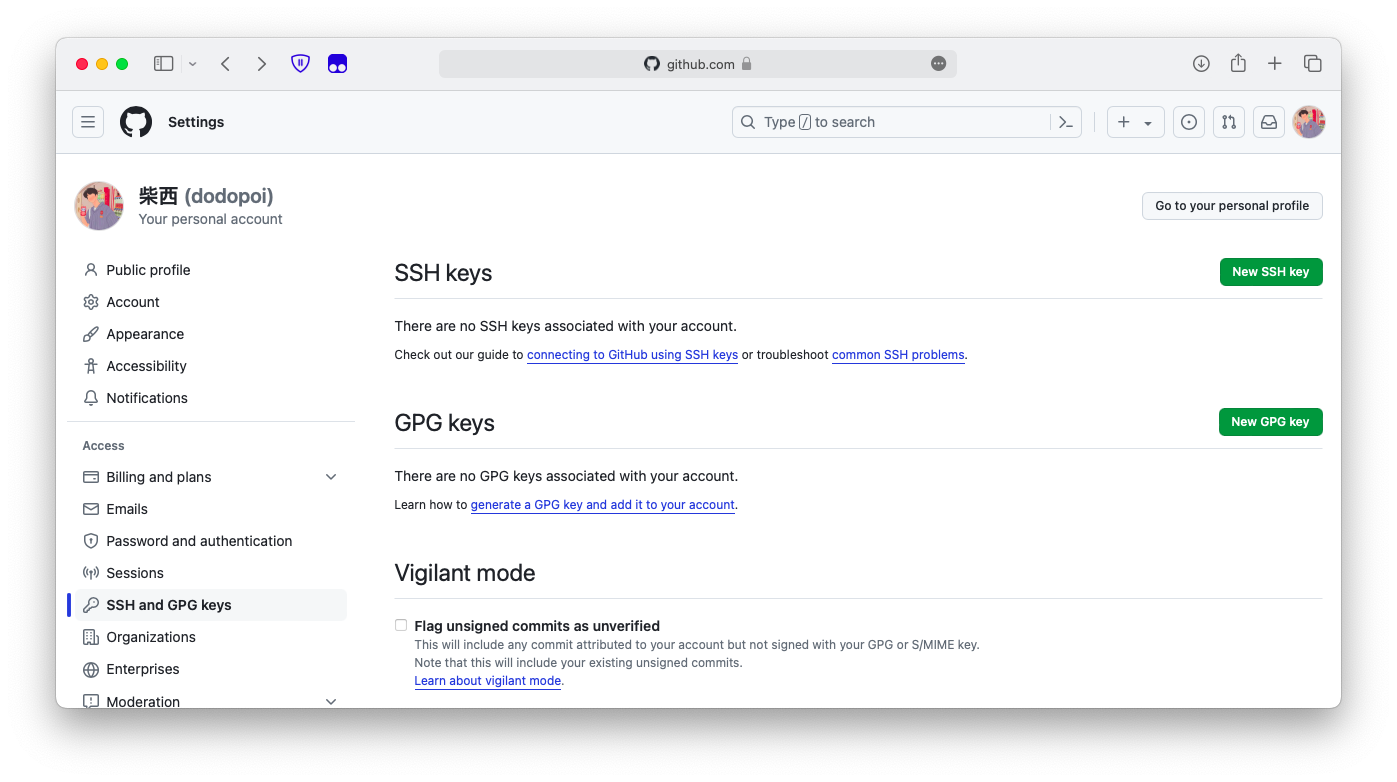 github.com
Settings
Type / to search
柴西 (dodopoi)
Your personal account
Go to your personal profile
Public profile
Account
Appearance
Accessibility
Notifications
Access
Billing and plans
Emails
Password and authentication
Sessions
SSH and GPG keys
Organizations
Enterprises
Moderation
SSH keys
New SSH key
There are no SSH keys associated with your account.
Check out our guide to connecting to GitHub using SSH keys or troubleshoot common SSH problems.
GPG keys
New GPG key
There are no GPG keys associated with your account.
Learn how to generate a GPG key and add it to your account.
Vigilant mode
Flag unsigned commits as unverified
This will include any commit attributed to your account but not signed with your GPG or S/MIME key.
Note that this will include your existing unsigned commits.
Learn about vigilant mode.